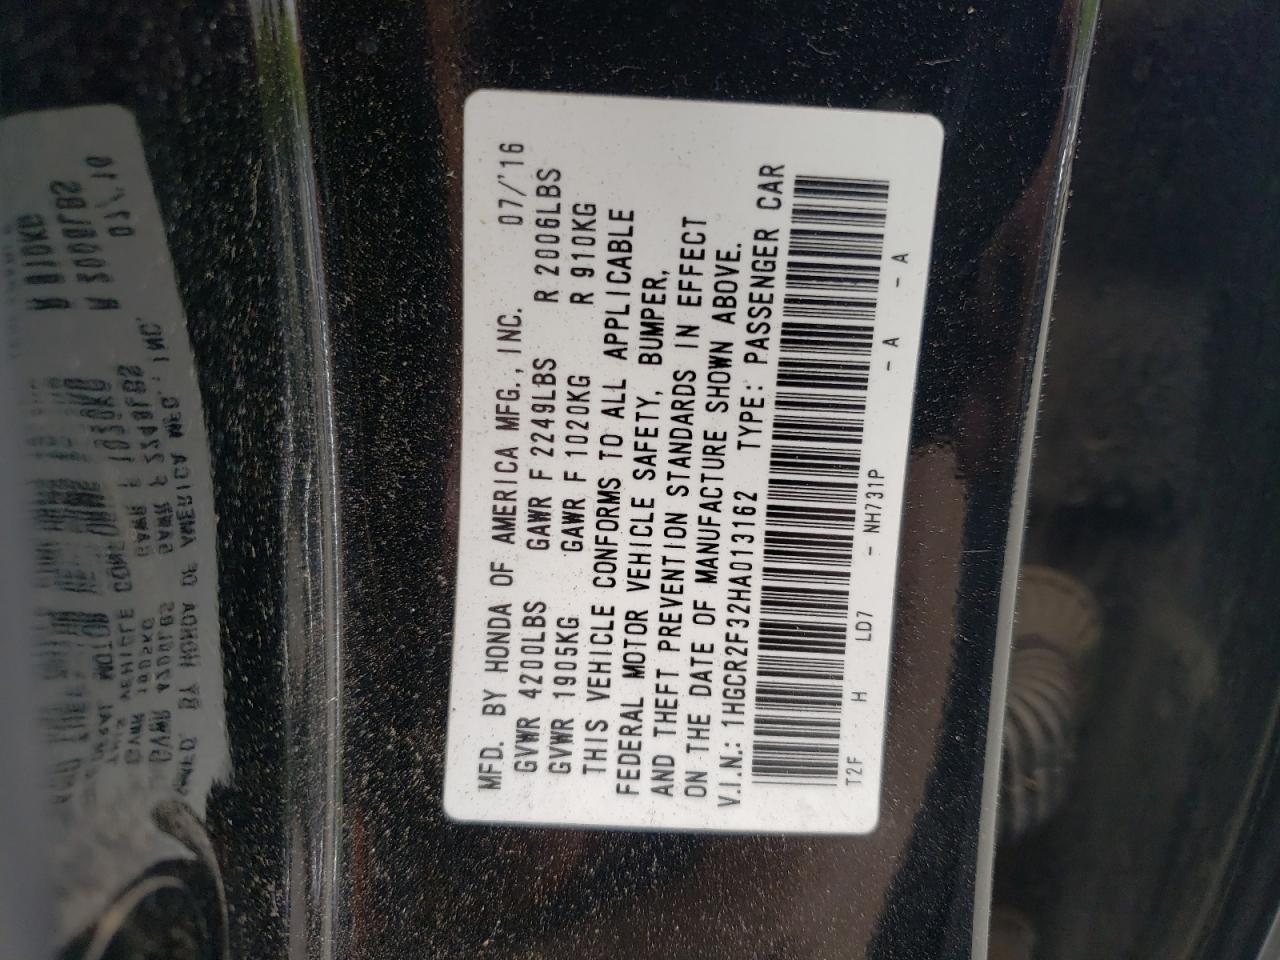 MFD. BY HONDA OF AMERICA MFG., INC. 07/'16
GVWR 4200LBS GAWR F 2249LBS R 2006LBS
GVWR 1905KG GAWR F 1020KG R 910KG
THIS VEHICLE CONFORMS TO ALL APPLICABLE
FEDERAL MOTOR VEHICLE SAFETY, BUMPER,
AND THEFT PREVENTION STANDARDS IN EFFECT
ON THE DATE OF MANUFACTURE SHOWN ABOVE.
V.I.N.: 1HGCR2F32HA013162 TYPE: PASSENGER CAR
T2F - H LD7 - NH731P - A - A